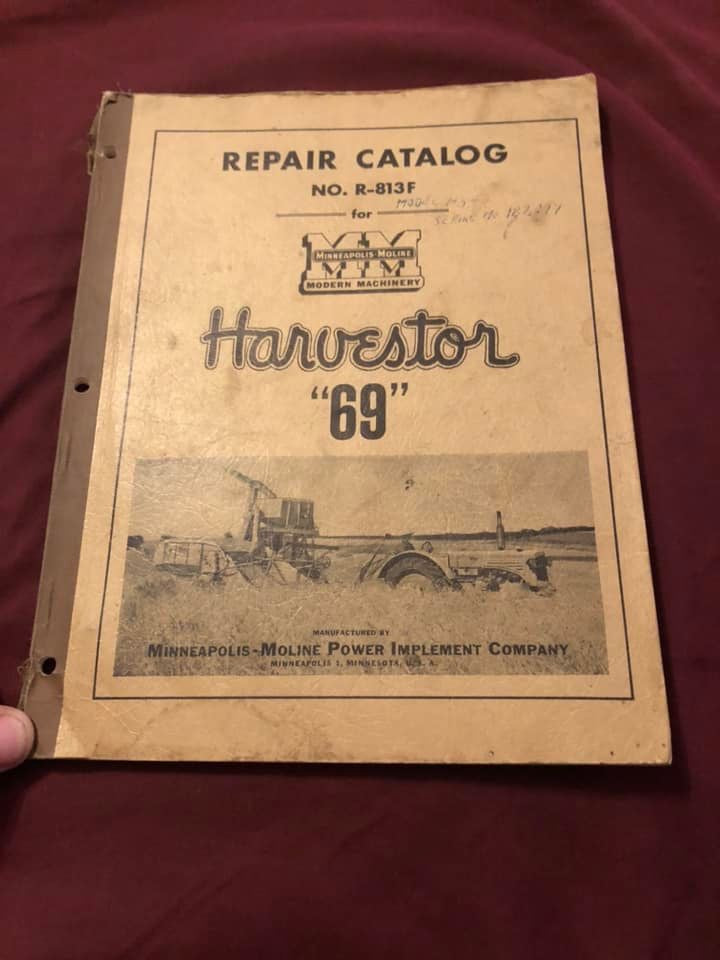 REPAIR CATALOG
NO. R-813F
for
MM
MINNEAPOLIS-MOLINE
MODERN MACHINERY
Harvestor
"69"
MANUFACTURED BY
MINNEAPOLIS-MOLINE POWER IMPLEMENT COMPANY
MINNEAPOLIS 1, MINNESOTA, U.S.A.